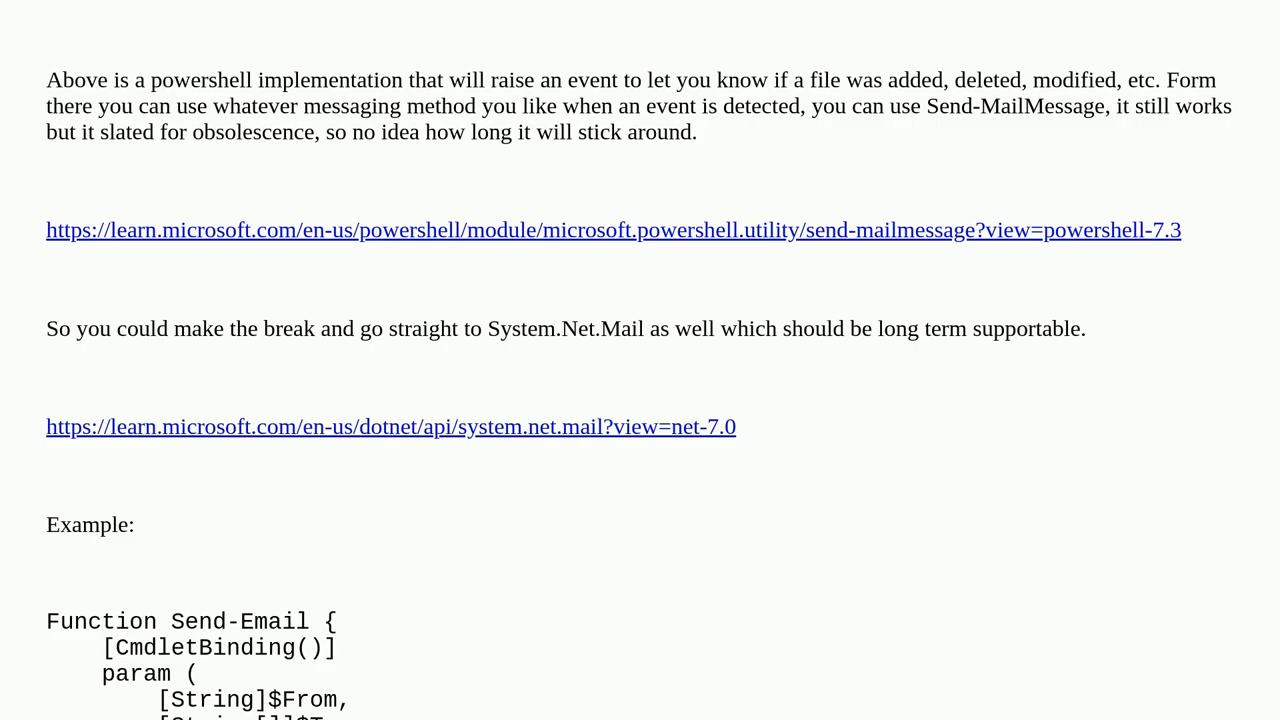 Above is a powershell implementation that will raise an event to let you know if a file was added, deleted, modified, etc. Form
there you can use whatever messaging method you like when an event is detected, you can use Send-MailMessage, it still works
but it slated for obsolescence, so no idea how long it will stick around.
https://learn.microsoft.com/en-us/powershell/module/microsoft.powershell.utility/send-mailmessage?view=powershell-7.3
So you could make the break and go straight to System.Net.Mail as well which should be long term supportable.
https://learn.microsoft.com/en-us/dotnet/api/system.net.mail?view=net-7.0
Example:
Function Send-Email {
    [CmdletBinding()]
    param (
        [String]$From,